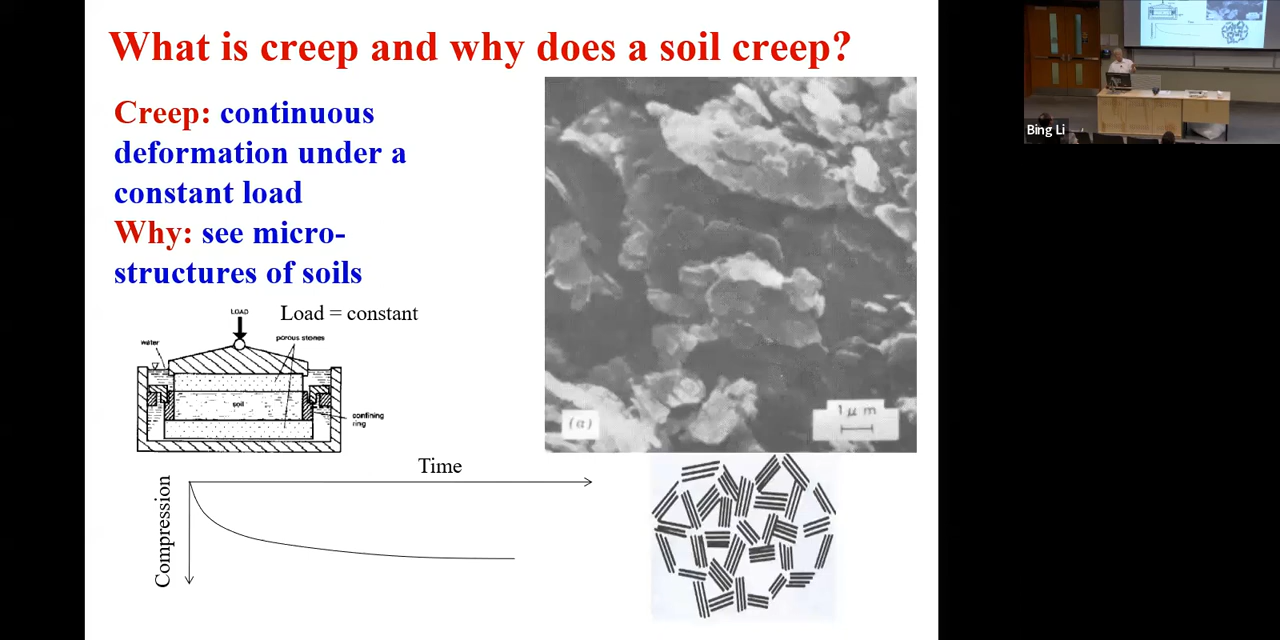 What is creep and why does a soil creep?
Creep: continuous
deformation under a
constant load
Why: see micro-
structures of soils
LOAD
Load = constant
water
porous stones
soil
confining
ring
Time
Compression
(a)
1 μ m
Bing Li